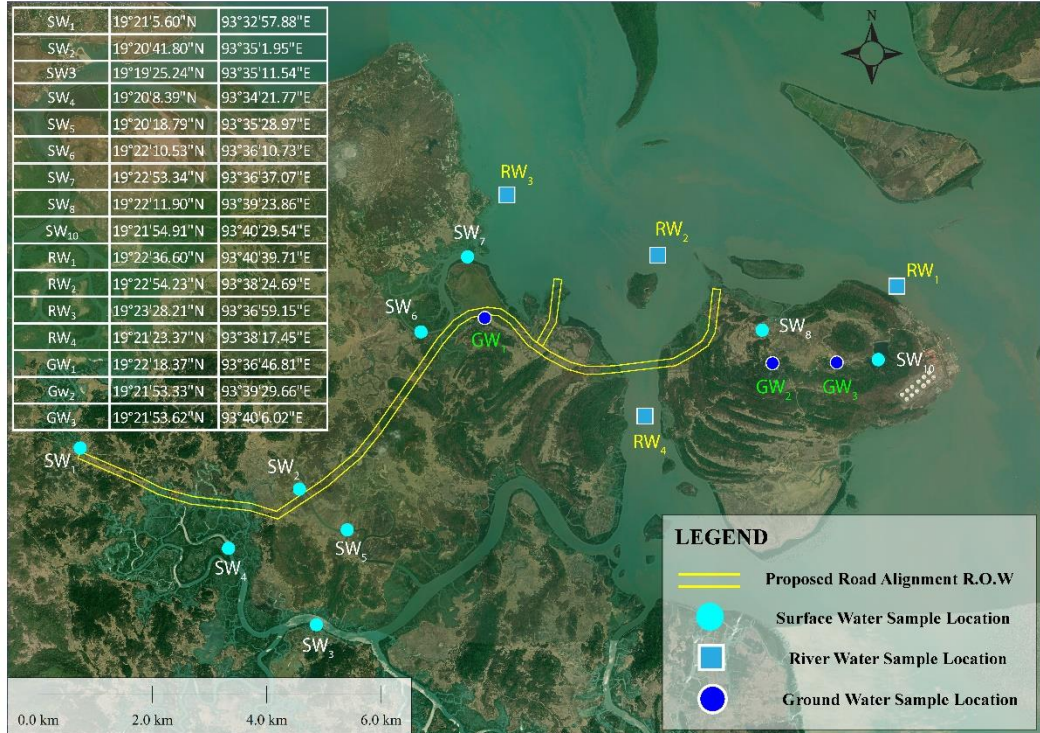 SW₁ 19°21'5.60"N 93°32'57.88"E
SW₂ 19°20'41.80"N 93°35'1.95"E
SW3 19°19'25.24"N 93°35'11.54"E
SW₄ 19°20'8.39"N 93°34'21.77"E
SW₅ 19°20'18.79"N 93°35'28.97"E
SW₆ 19°22'10.53"N 93°36'10.73"E
SW₇ 19°22'53.34"N 93°36'37.07"E
SW₈ 19°22'11.90"N 93°39'23.86"E
SW₁₀ 19°21'54.91"N 93°40'29.54"E
RW₁ 19°22'36.60"N 93°40'39.71"E
RW₂ 19°22'54.23"N 93°38'24.69"E
RW₃ 19°23'28.21"N 93°36'59.15"E
RW₄ 19°21'23.37"N 93°38'17.45"E
GW₁ 19°22'18.37"N 93°36'46.81"E
Gw₂ 19°21'53.33"N 93°39'29.66"E
GW₃ 19°21'53.62"N 93°40'6.02"E
N
RW₃
RW₂
SW₇
RW₁
SW₆
GW₁
SW₈
SW₁₀
GW₂
GW₃
RW₄
SW₁
SW₂
SW₅
SW₄
SW₃
LEGEND
Proposed Road Alignment R.O.W
Surface Water Sample Location
River Water Sample Location
Ground Water Sample Location
0.0 km 2.0 km 4.0 km 6.0 km